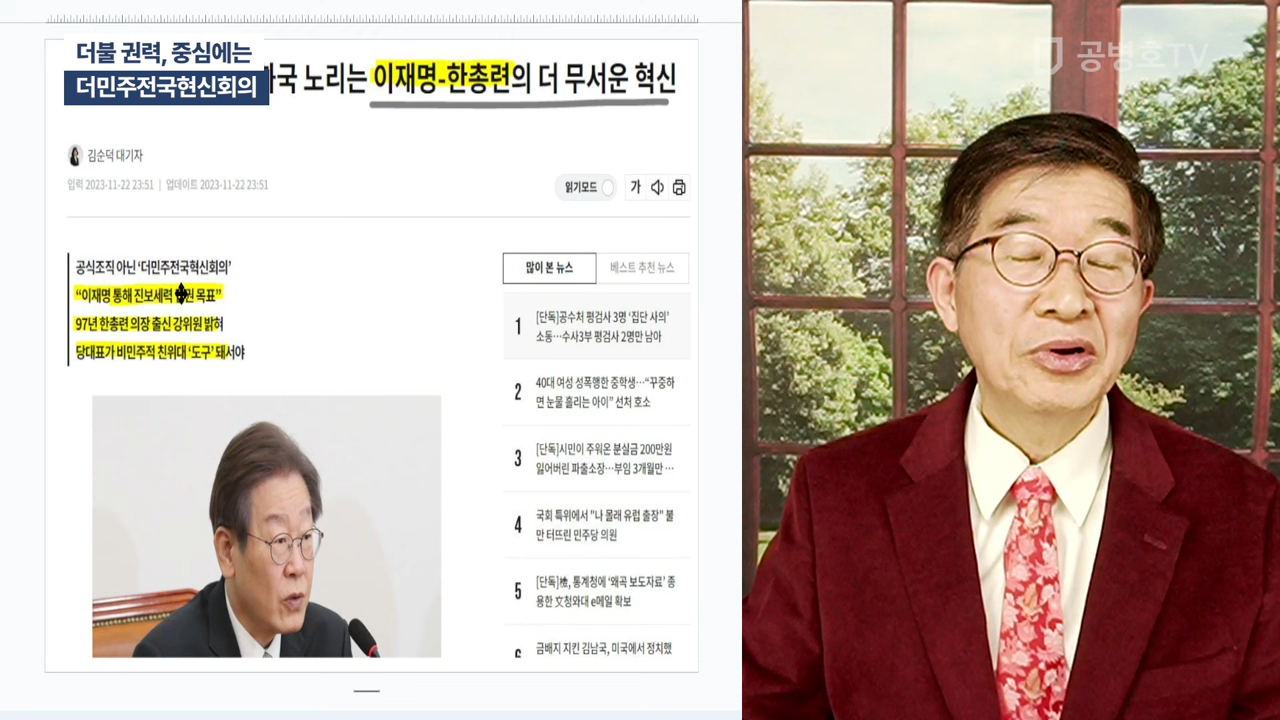 더불 권력, 중심에는
더민주전국혁신회의
국 노리는 이재명-한총련의 더 무서운 혁신
김순덕 대기자
입력 2023-11-22 23:51 | 업데이트 2023-11-22 23:51
읽기모드
가
공식조직 아닌 ‘더민주전국혁신회의’
“이재명 통해 진보세력 권 목표”
97년 한총련 의장 출신 강위원 밝혀
당대표가 비민주적 친위대 ‘도구’ 돼서야
많이 본 뉴스
베스트 추천 뉴스
1
[단독]공수처 평검사 3명 ‘집단 사의’
소동…수사3부 평검사 2명만 남아
2
40대 여성 성폭행한 중학생…“꾸중하
면 눈물 흘리는 아이” 선처 호소
3
[단독]시민이 주워온 분실금 200만원
잃어버린 파출소장…부임 3개월만 …
4
국회 특위에서 "나 몰래 유럽 출장" 불
만 터뜨린 민주당 의원
5
[단독]檢, 통계청에 ‘왜곡 보도자료’ 종
용한 文청와대 e메일 확보
금배지 지킨 김남국, 미국에서 정치했
공병호TV